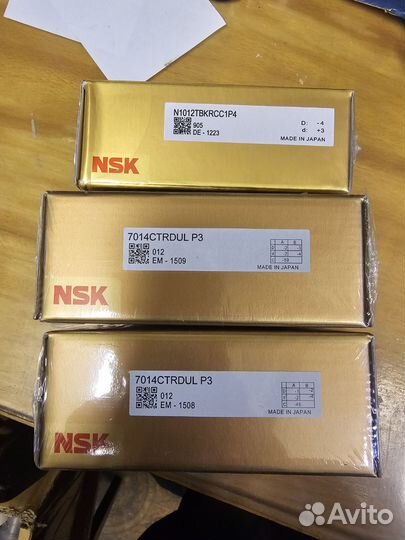 N1012TBKRCC1P4
905
DE - 1223
D: -4
d: +3
MADE IN JAPAN
NSK
7014CTRDUL P3
012
EM - 1509
A B
MADE IN JAPAN
NSK
7014CTRDUL P3
012
EM - 1508
A B
MADE IN JAPAN
NSK
Avito